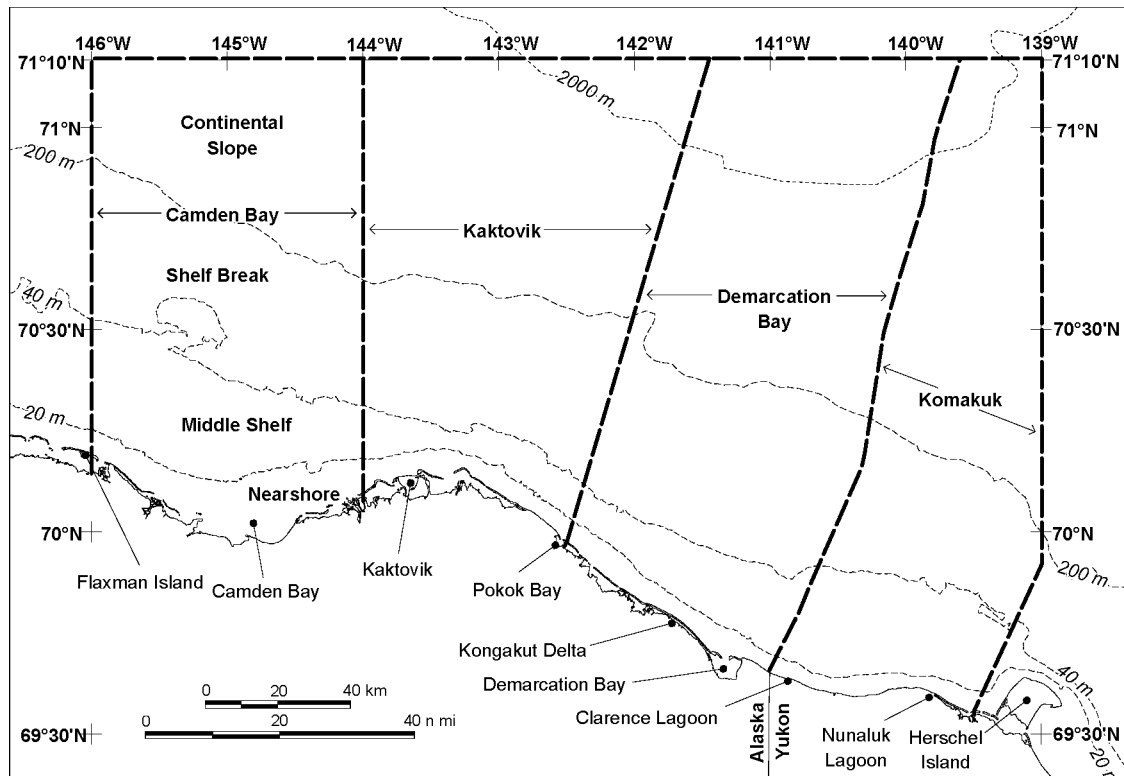 146°W 145°W 144°W 143°W 142°W 141°W 140°W 139°W
71°10'N 71°10'N
2000 m
Continental
Slope
71°N 71°N
200 m
Camden Bay
Kaktovik
Shelf Break
40 m
Demarcation
Bay
70°30'N 70°30'N
Komakuk
20 m
Middle Shelf
Nearshore
70°N 70°N
Flaxman Island
Camden Bay
Kaktovik
Pokok Bay
200 m
Kongakut Delta
Demarcation Bay
40 m
0 20 40 km
Clarence Lagoon
0 20 40 n mi
Alaska
Yukon
Nunaluk
Lagoon
Herschel
Island
20 m
69°30'N 69°30'N